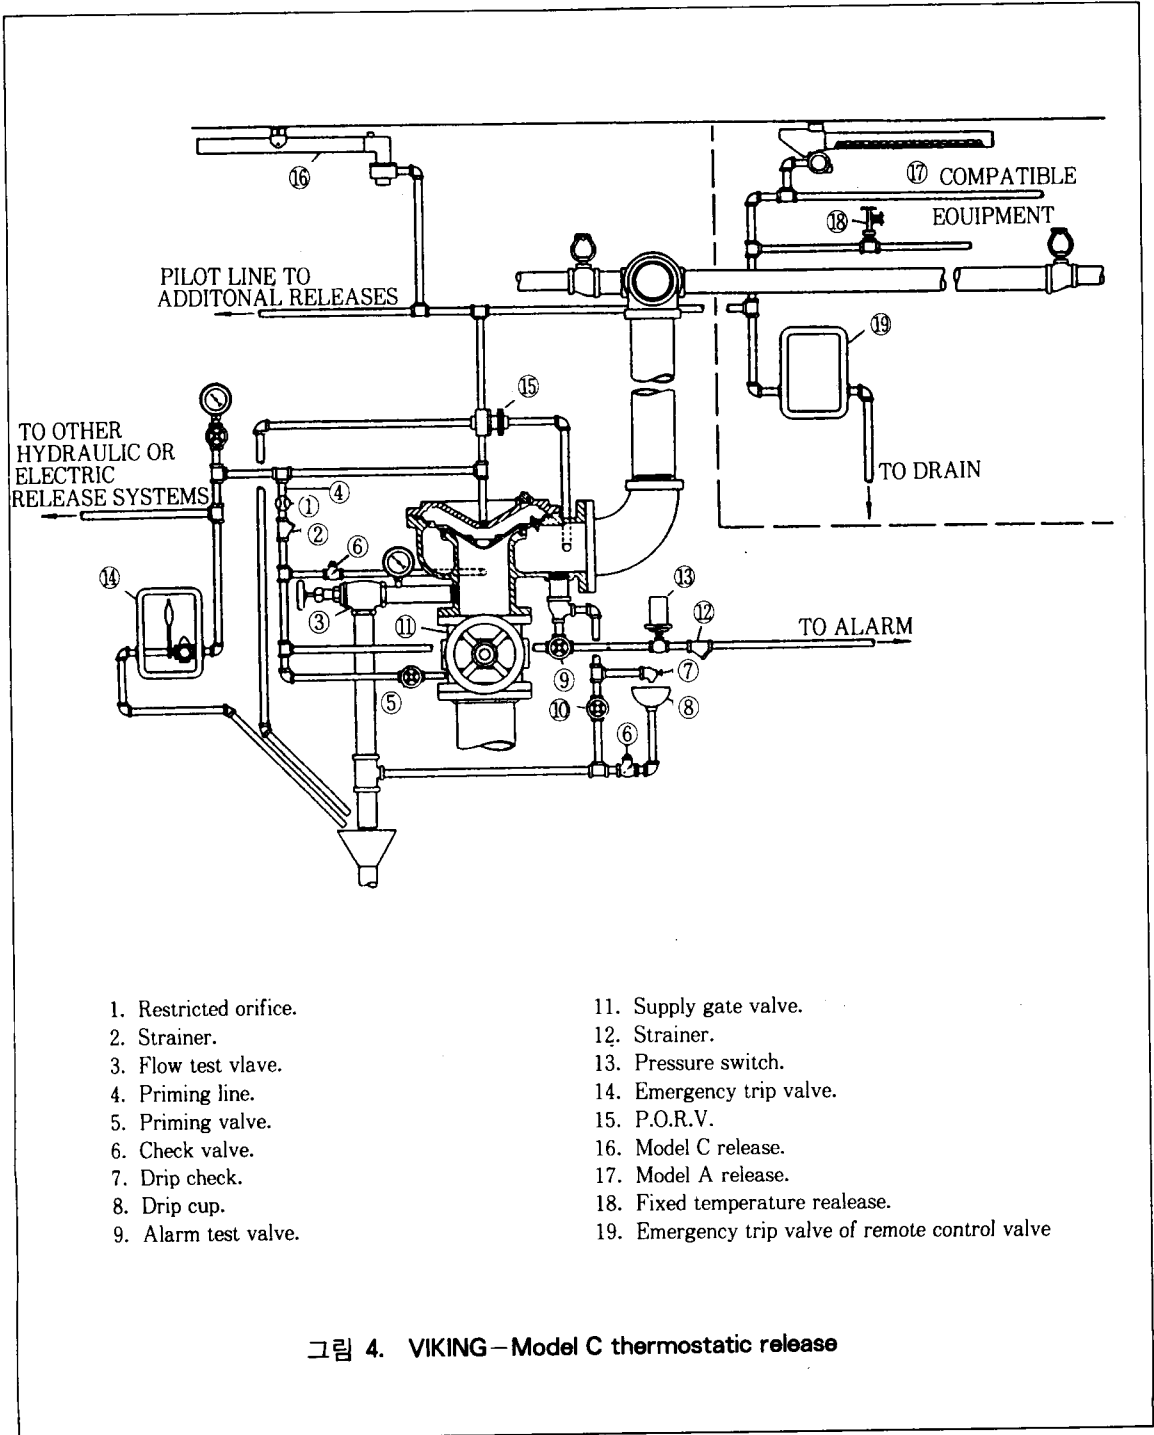 ⑯
⑰ COMPATIBLE
EOUIPMENT
⑱
PILOT LINE TO
ADDITONAL RELEASES
⑲
⑮
TO OTHER
HYDRAULIC OR
ELECTRIC
RELEASE SYSTEMS
TO DRAIN
④
①
②
⑥
⑭
③
⑪
⑬
⑫
TO ALARM
⑨
⑦
⑤
⑩
⑧
⑥
1. Restricted orifice.
2. Strainer.
3. Flow test vlave.
4. Priming line.
5. Priming valve.
6. Check valve.
7. Drip check.
8. Drip cup.
9. Alarm test valve.
11. Supply gate valve.
12. Strainer.
13. Pressure switch.
14. Emergency trip valve.
15. P.O.R.V.
16. Model C release.
17. Model A release.
18. Fixed temperature realease.
19. Emergency trip valve of remote control valve
그림 4. VIKING－Model C thermostatic release